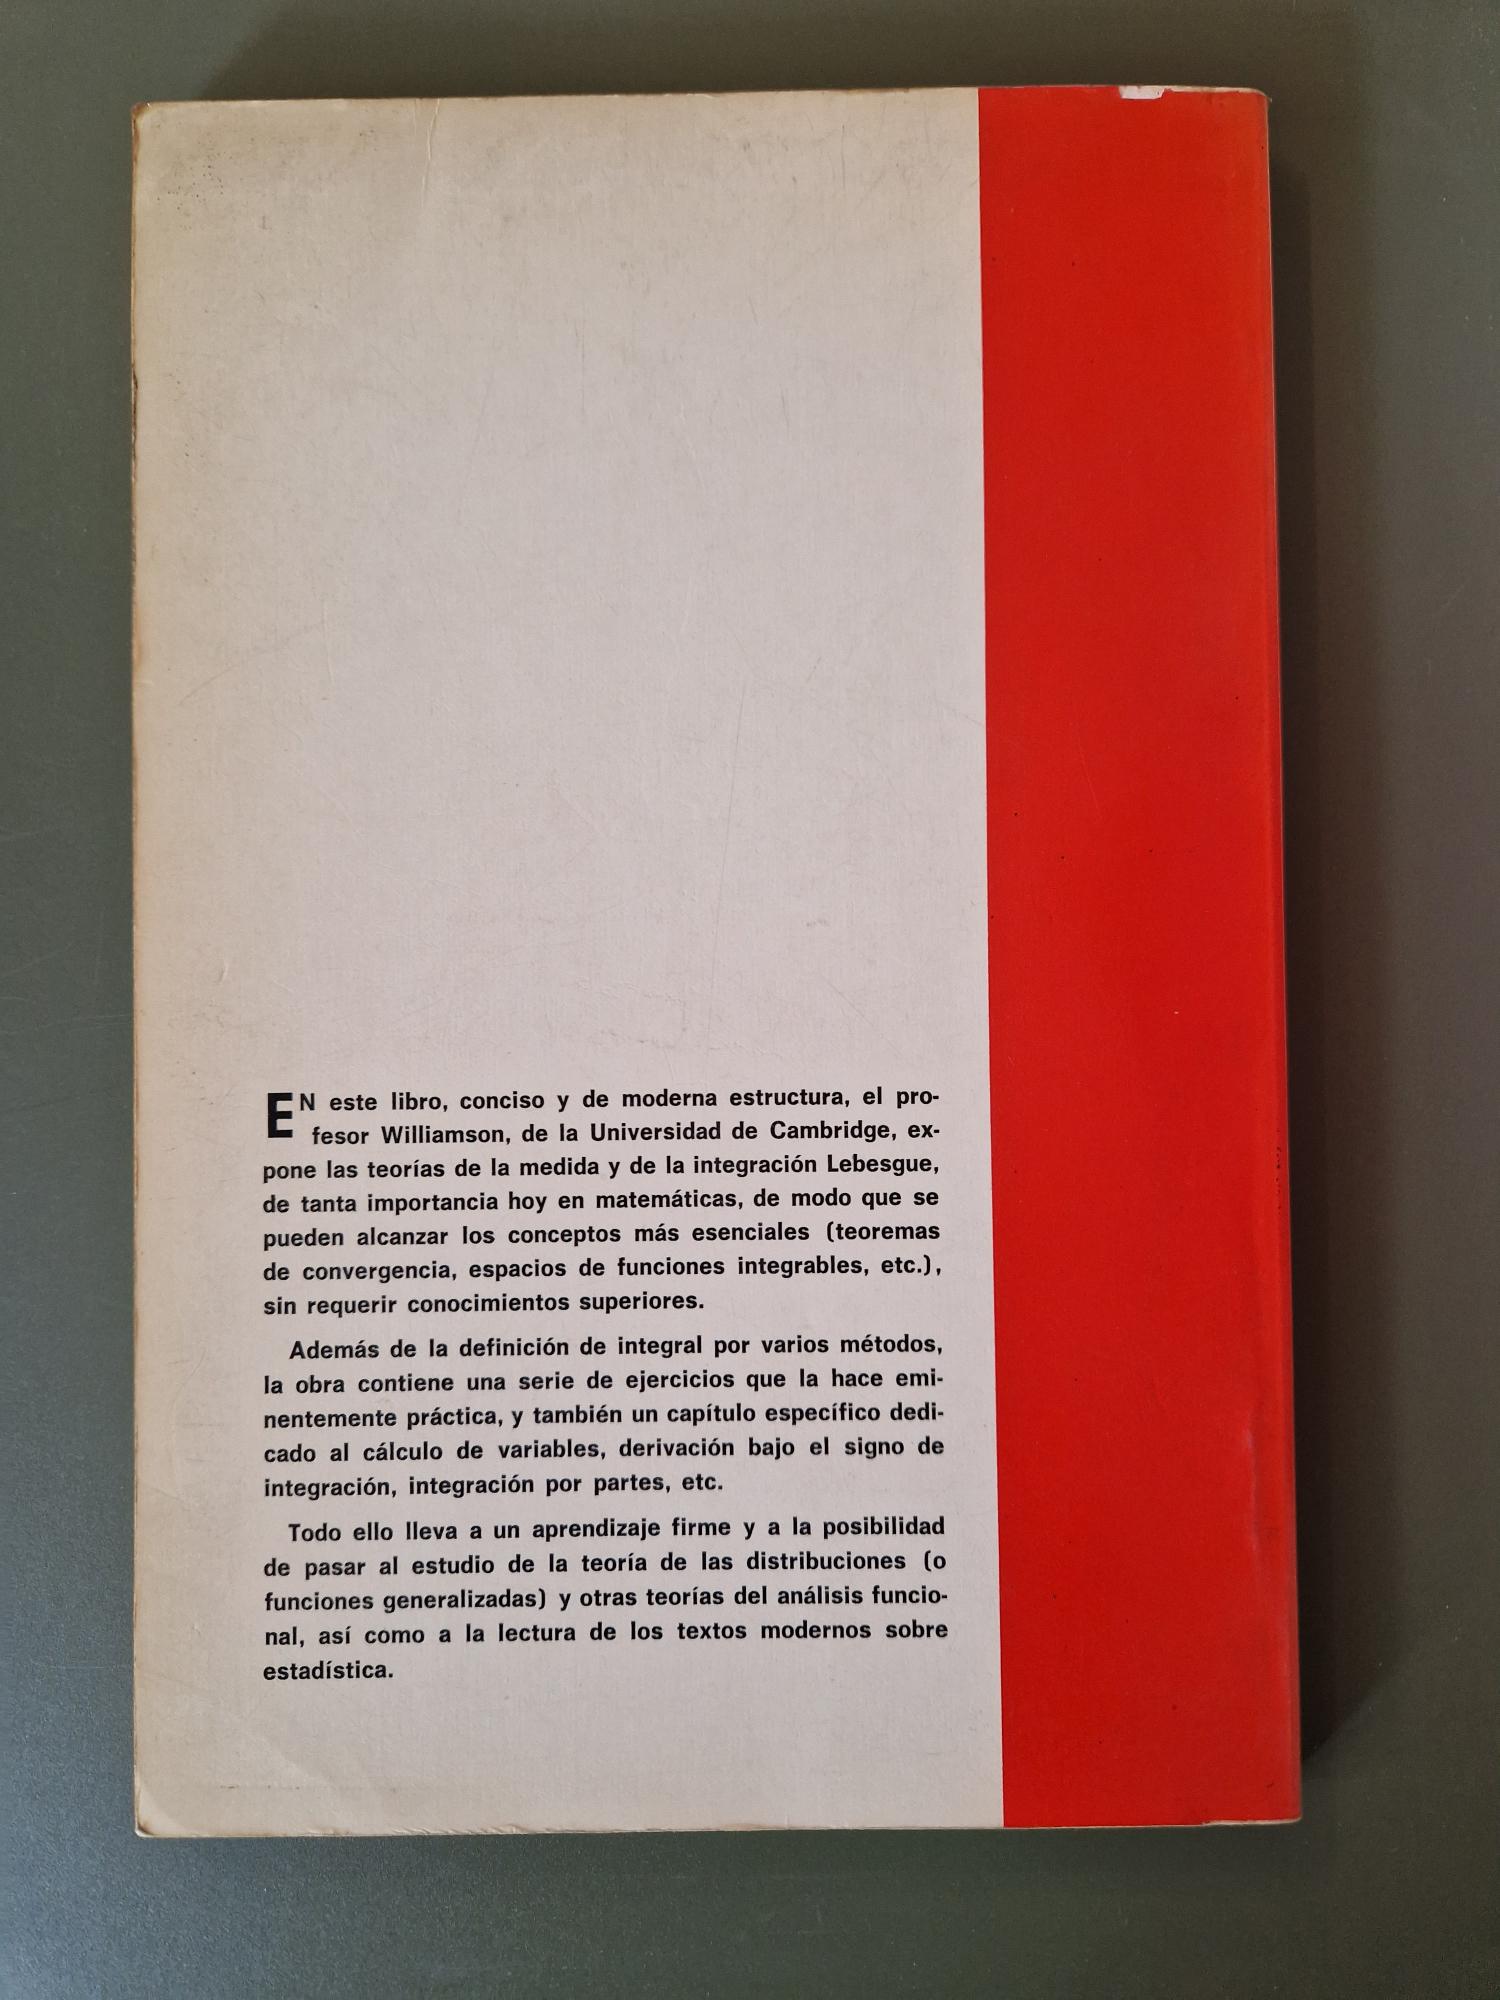 EN este libro, conciso y de moderna estructura, el pro-
fesor Williamson, de la Universidad de Cambridge, ex-
pone las teorías de la medida y de la integración Lebesgue,
de tanta importancia hoy en matemáticas, de modo que se
pueden alcanzar los conceptos más esenciales (teoremas
de convergencia, espacios de funciones integrables, etc.),
sin requerir conocimientos superiores.
Además de la definición de integral por varios métodos,
la obra contiene una serie de ejercicios que la hace emi-
nentemente práctica, y también un capítulo específico dedi-
cado al cálculo de variables, derivación bajo el signo de
integración, integración por partes, etc.
Todo ello lleva a un aprendizaje firme y a la posibilidad
de pasar al estudio de la teoría de las distribuciones (o
funciones generalizadas) y otras teorías del análisis funcio-
nal, así como a la lectura de los textos modernos sobre
estadística.